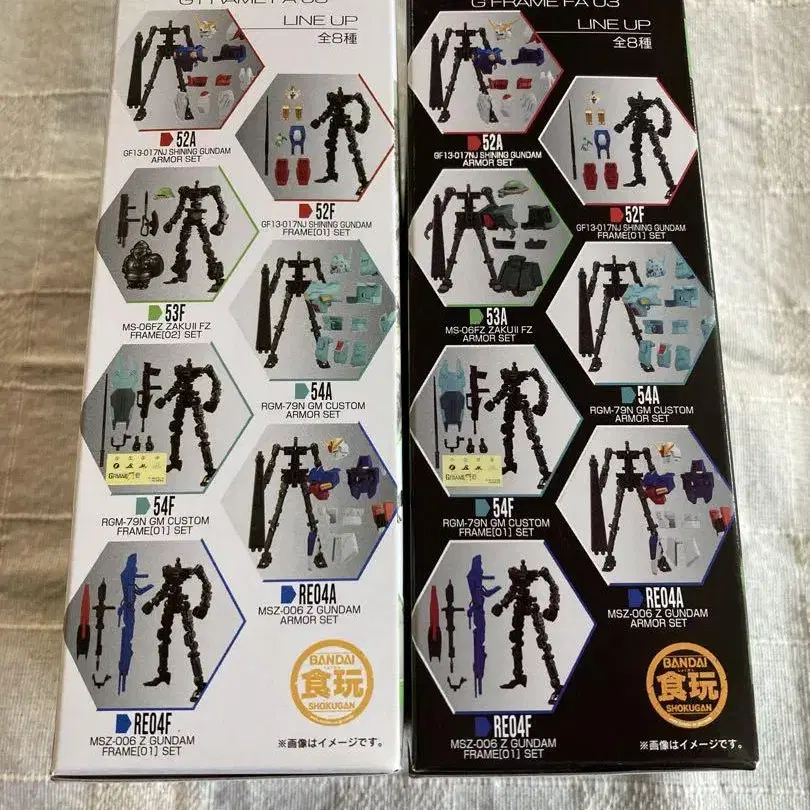 G FRAME FA 03
LINE UP
全8種
52A
GF13-017NJ SHINING GUNDAM
ARMOR SET
52F
GF13-017NJ SHINING GUNDAM
FRAME[01] SET
53F
MS-06FZ ZAKUII FZ
FRAME[02] SET
54A
RGM-79N GM CUSTOM
ARMOR SET
54F
RGM-79N GM CUSTOM
FRAME[01] SET
RE04A
MSZ-006 Z GUNDAM
ARMOR SET
RE04F
MSZ-006 Z GUNDAM
FRAME[01] SET
BANDAI
食玩
SHOKUGAN
※画像はイメージです。
G FRAME FA 03
LINE UP
全8種
52A
GF13-017NJ SHINING GUNDAM
ARMOR SET
52F
GF13-017NJ SHINING GUNDAM
FRAME[01] SET
53A
MS-06FZ ZAKUII FZ
ARMOR SET
54A
RGM-79N GM CUSTOM
ARMOR SET
54F
RGM-79N GM CUSTOM
FRAME[01] SET
RE04A
MSZ-006 Z GUNDAM
ARMOR SET
RE04F
MSZ-006 Z GUNDAM
FRAME[01] SET
BANDAI
食玩
SHOKUGAN
※画像はイメージです。